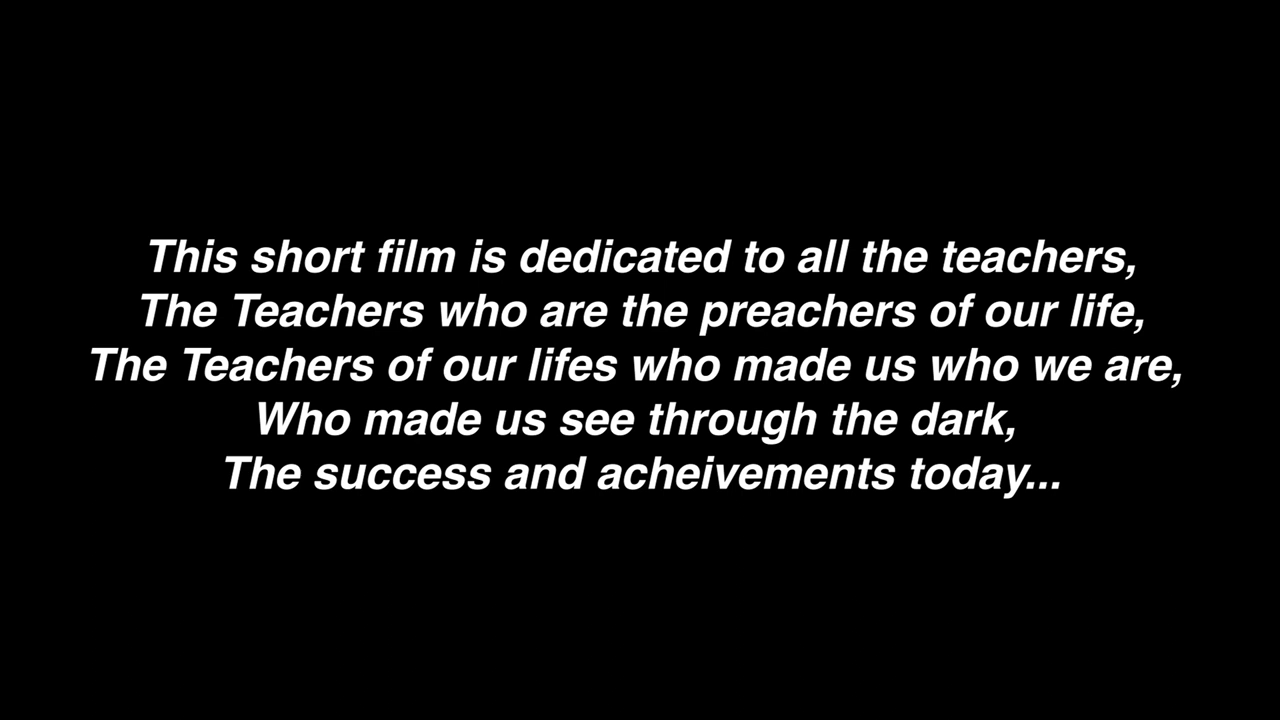 This short film is dedicated to all the teachers,
The Teachers who are the preachers of our life,
The Teachers of our lifes who made us who we are,
Who made us see through the dark,
The success and acheivements today...